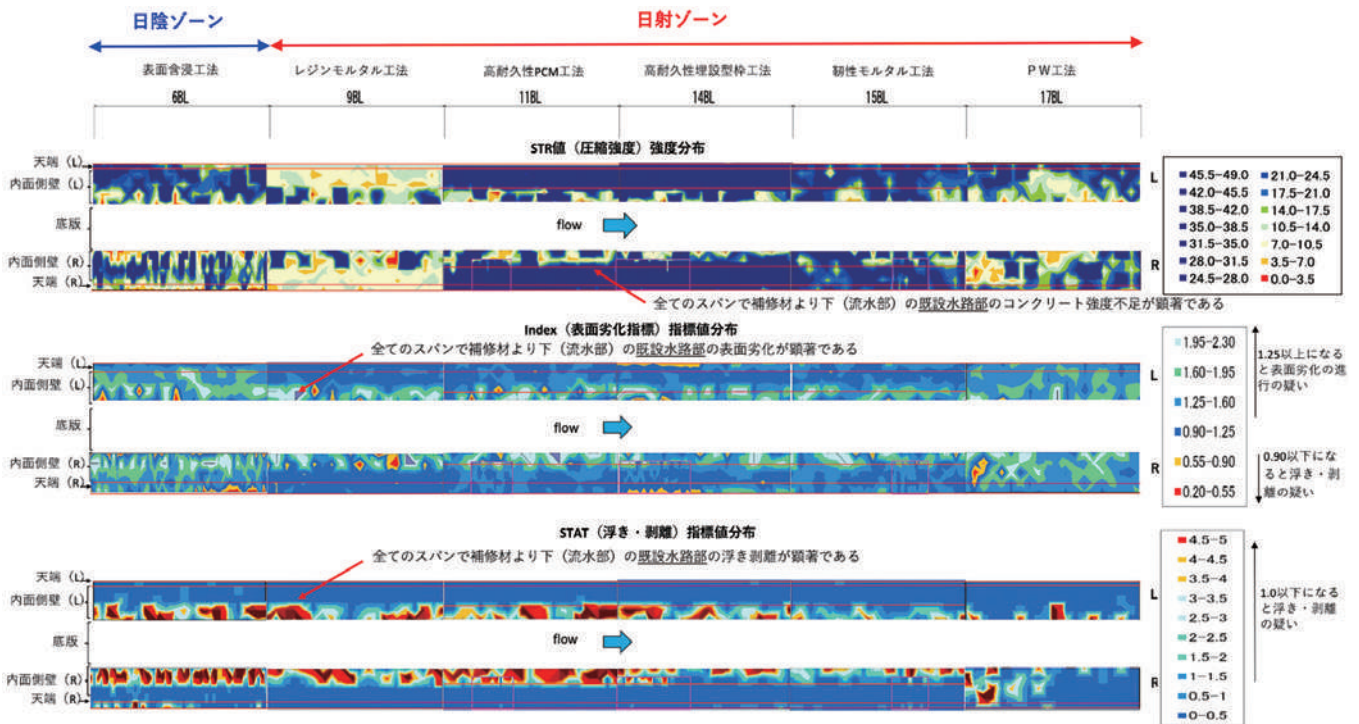 日陰ゾーン
日射ゾーン
表面含浸工法
レジンモルタル工法
高耐久性PCM工法
高耐久性埋設型枠工法
靭性モルタル工法
PW工法
6BL
9BL
11BL
14BL
15BL
17BL
STR値（圧縮強度）強度分布
天端（L）
内面側壁（L）
底版
flow
内面側壁（R）
天端（R）
L
R
45.5−49.0
42.0−45.5
38.5−42.0
35.0−38.5
31.5−35.0
28.0−31.5
24.5−28.0
21.0−24.5
17.5−21.0
14.0−17.5
10.5−14.0
7.0−10.5
3.5−7.0
0.0−3.5
全てのスパンで補修材より下（流水部）の既設水路部のコンクリート強度不足が顕著である
Index（表面劣化指標）指標値分布
全てのスパンで補修材より下（流水部）の既設水路部の表面劣化が顕著である
天端（L）
内面側壁（L）
底版
flow
内面側壁（R）
天端（R）
L
R
1.95−2.30
1.60−1.95
1.25−1.60
0.90−1.25
0.55−0.90
0.20−0.55
1.25以上になる
と表面劣化の進
行の疑い
0.90以下にな
ると浮き・剥
離の疑い
STAT（浮き・剥離）指標値分布
全てのスパンで補修材より下（流水部）の既設水路部の浮き剥離が顕著である
天端（L）
内面側壁（L）
底版
flow
内面側壁（R）
天端（R）
L
R
4.5−5
4−4.5
3.5−4
3−3.5
2.5−3
2−2.5
1.5−2
1−1.5
0.5−1
0−0.5
1.0以下になる
と浮き・剥離
の疑い